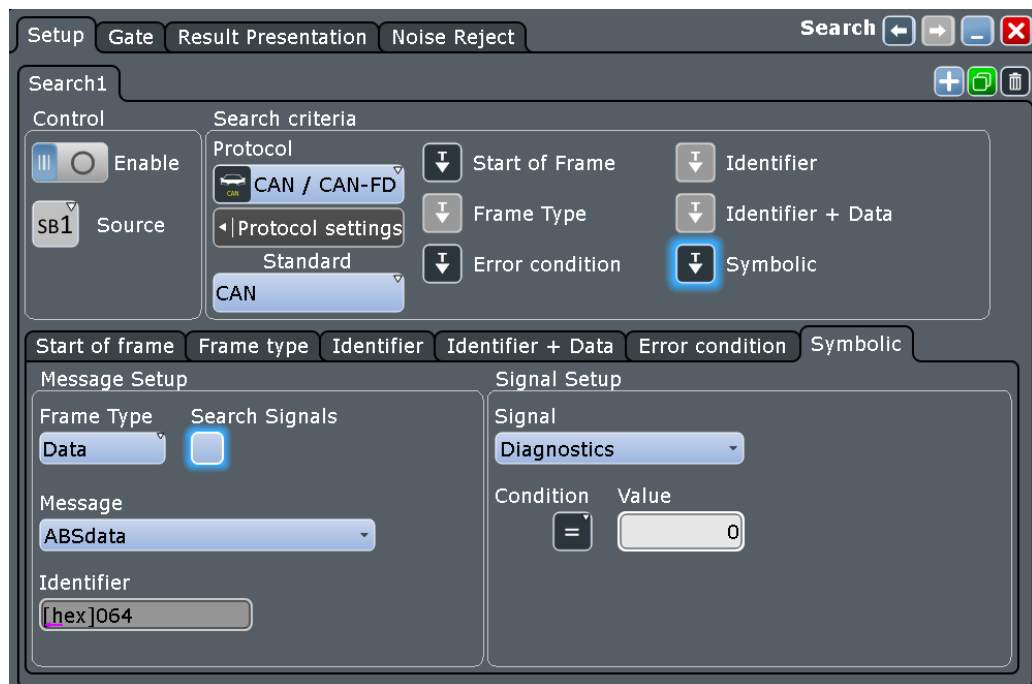 Setup Gate Result Presentation Noise Reject Search
Search1
Control Search criteria
Protocol
Enable CAN CAN / CAN-FD Start of Frame Identifier
SB1 Source Protocol settings Frame Type Identifier + Data
Standard Error condition Symbolic
CAN
Start of frame Frame type Identifier Identifier + Data Error condition Symbolic
Message Setup Signal Setup
Frame Type Search Signals Signal
Data Diagnostics
Message Condition Value
ABSdata = 0
Identifier
[hex]064